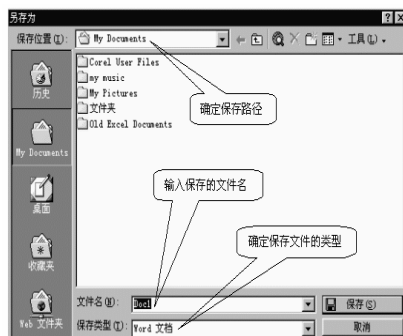 另存为
保存位置(I): My Documents 工具(L)
Corel User Files
my music
My Pictures
文件夹
Old Excel Documents
确定保存路径
历史
My Documents
桌面
收藏夹
Web 文件夹
输入保存的文件名
确定保存文件的类型
文件名(N): Doc1 保存(S)
保存类型(T): Word 文档 取消